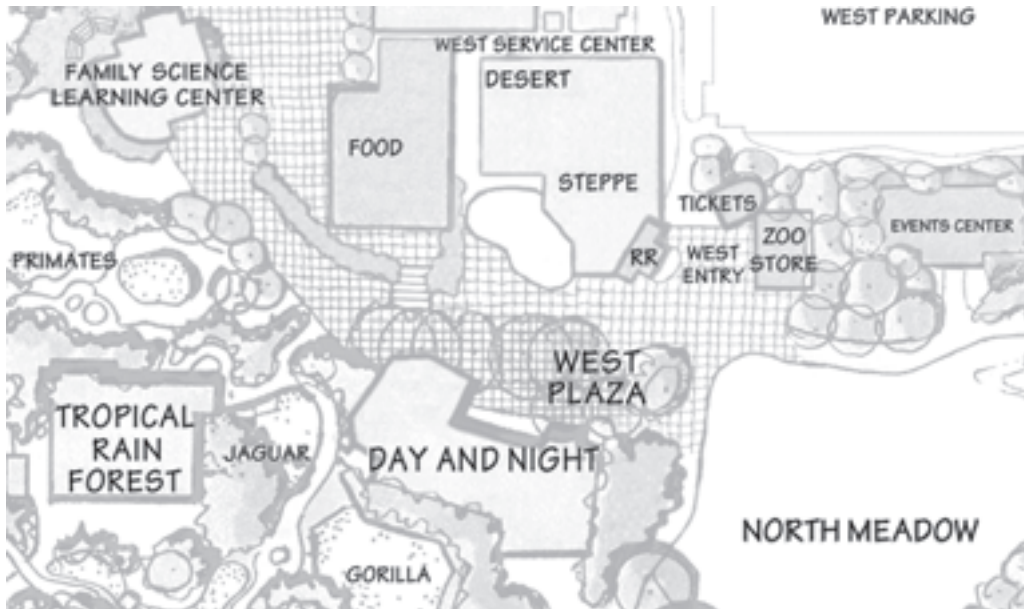 WEST PARKING
WEST SERVICE CENTER
FAMILY SCIENCE
LEARNING CENTER
DESERT
FOOD
STEPPE
TICKETS
EVENTS CENTER
ZOO
STORE
WEST
ENTRY
RR
PRIMATES
WEST
PLAZA
TROPICAL
RAIN
FOREST
JAGUAR
DAY AND NIGHT
NORTH MEADOW
GORILLA